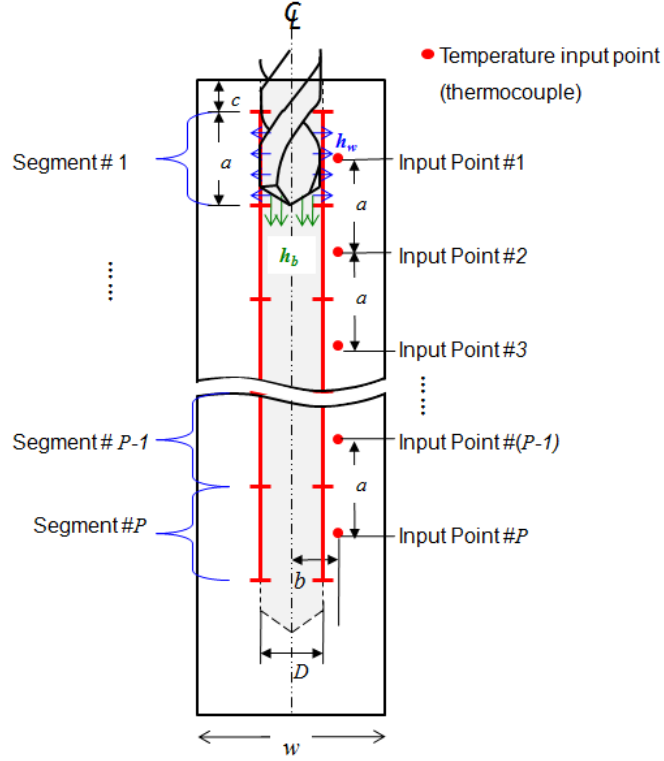 ℄
Temperature input point
(thermocouple)
c
h_w
Segment # 1
a
Input Point#1
a
h_b
Input Point#2
......
a
Input Point#3
......
Segment # P-1
Input Point#(P-1)
a
Segment #P
Input Point#P
b
D
w